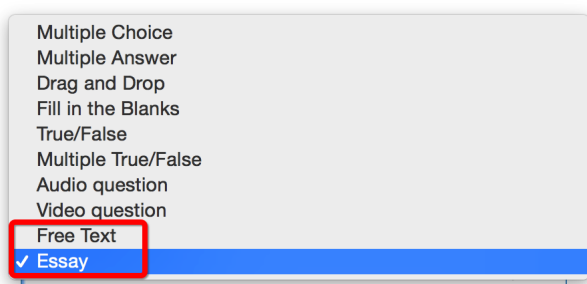 Multiple Choice
Multiple Answer
Drag and Drop
Fill in the Blanks
True/False
Multiple True/False
Audio question
Video question
Free Text
✓ Essay